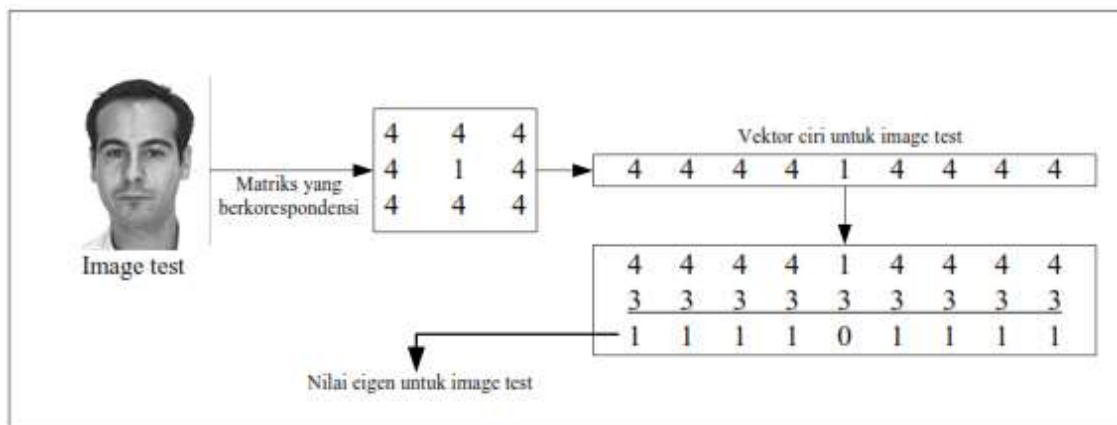 4 4 4
4 1 4
4 4 4
Matriks yang
berkorespondensi
Image test
Vektor ciri untuk image test
4 4 4 4 1 4 4 4 4
4 4 4 4 1 4 4 4 4
3 3 3 3 3 3 3 3 3
1 1 1 1 0 1 1 1 1
Nilai eigen untuk image test